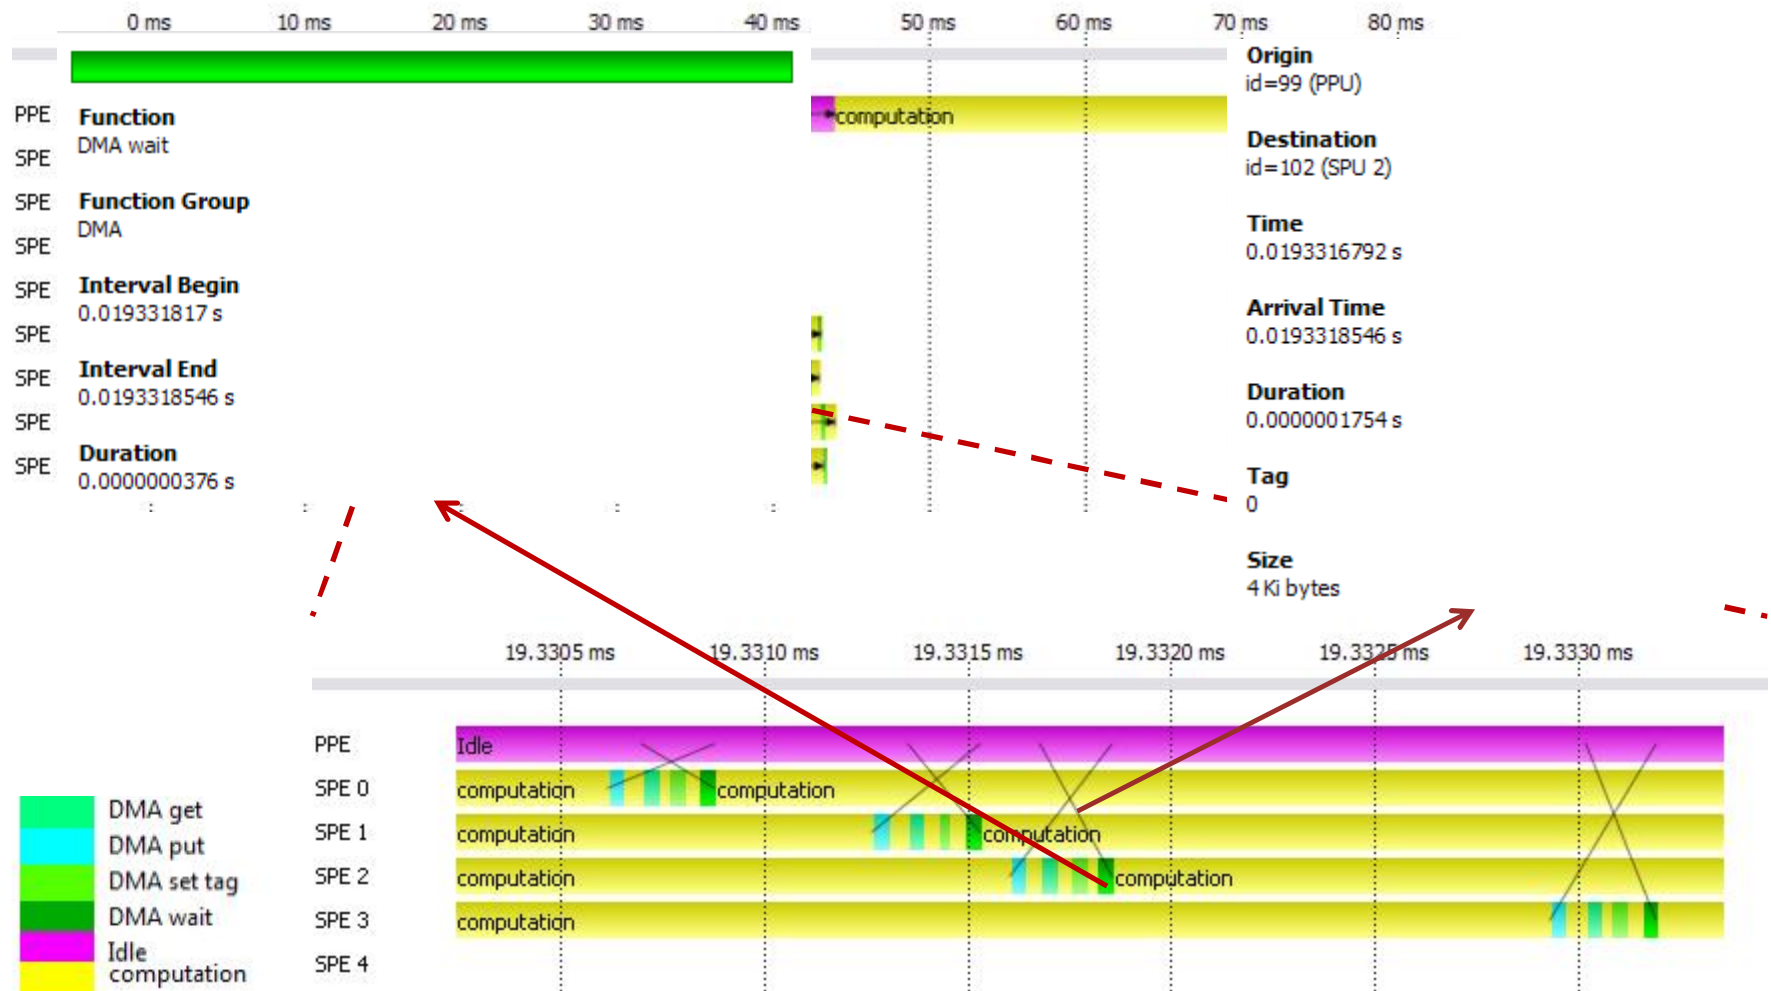 0 ms 10 ms 20 ms 30 ms 40 ms 50 ms 60 ms 70 ms 80 ms
PPE
SPE
SPE
SPE
SPE
SPE
SPE
SPE
SPE
Function
DMA wait
Function Group
DMA
Interval Begin
0.019331817 s
Interval End
0.0193318546 s
Duration
0.0000000376 s
computation
Origin
id=99 (PPU)
Destination
id=102 (SPU 2)
Time
0.0193316792 s
Arrival Time
0.0193318546 s
Duration
0.0000001754 s
Tag
0
Size
4 Ki bytes
19.3305 ms 19.3310 ms 19.3315 ms 19.3320 ms 19.3325 ms 19.3330 ms
PPE Idle
SPE 0 computation computation
SPE 1 computation computation
SPE 2 computation computation
SPE 3 computation
SPE 4
DMA get
DMA put
DMA set tag
DMA wait
Idle
computation